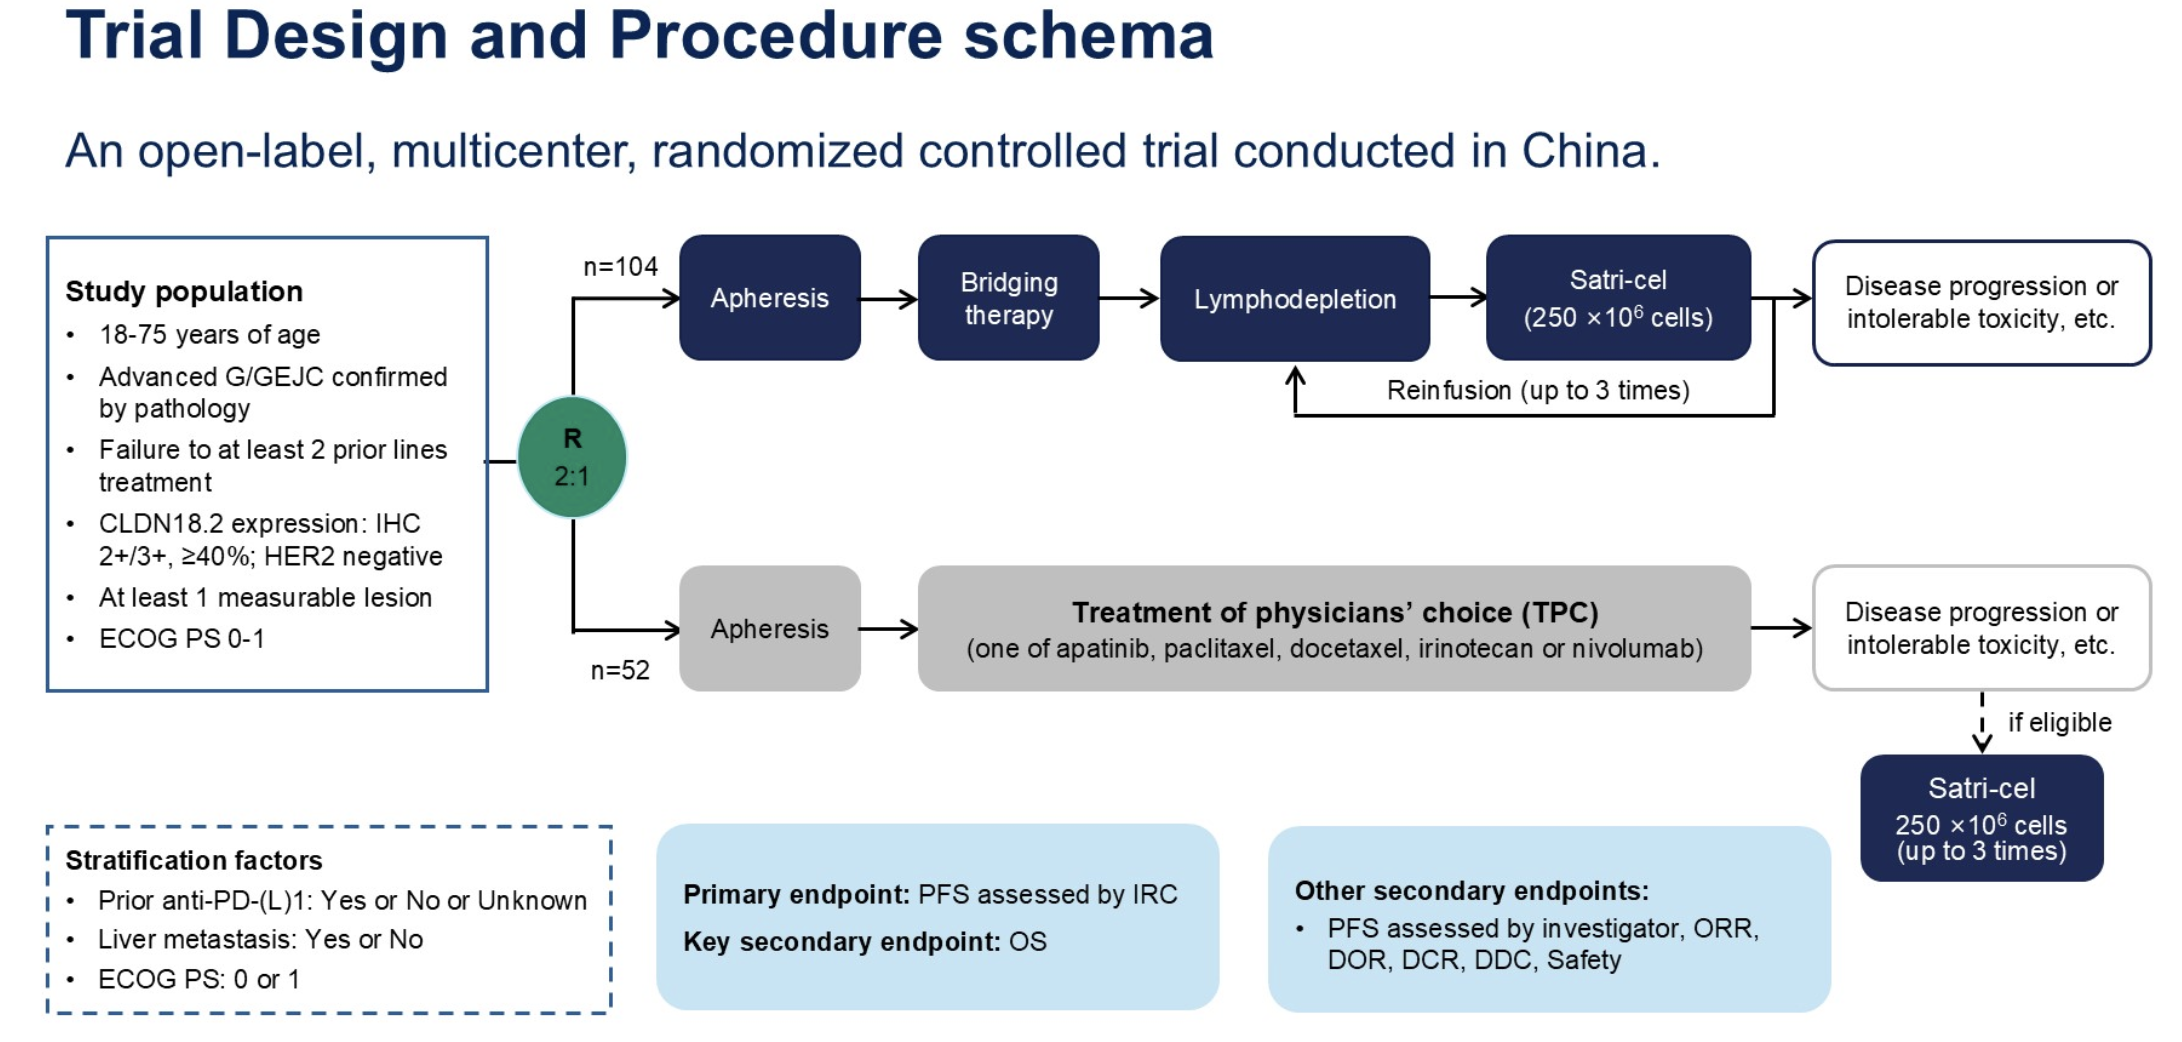 Trial Design and Procedure schema
An open-label, multicenter, randomized controlled trial conducted in China.
Study population
• 18-75 years of age
• Advanced G/GEJC confirmed
by pathology
• Failure to at least 2 prior lines
treatment
• CLDN18.2 expression: IHC
2+/3+, ≥40%; HER2 negative
• At least 1 measurable lesion
• ECOG PS 0-1
R
2:1
n=104
Apheresis
Bridging
therapy
Lymphodepletion
Satri-cel
(250 ×10⁶ cells)
Disease progression or
intolerable toxicity, etc.
Reinfusion (up to 3 times)
n=52
Apheresis
Treatment of physicians’ choice (TPC)
(one of apatinib, paclitaxel, docetaxel, irinotecan or nivolumab)
Disease progression or
intolerable toxicity, etc.
if eligible
Satri-cel
250 ×10⁶ cells
(up to 3 times)
Stratification factors
• Prior anti-PD-(L)1: Yes or No or Unknown
• Liver metastasis: Yes or No
• ECOG PS: 0 or 1
Primary endpoint: PFS assessed by IRC
Key secondary endpoint: OS
Other secondary endpoints:
• PFS assessed by investigator, ORR,
DOR, DCR, DDC, Safety